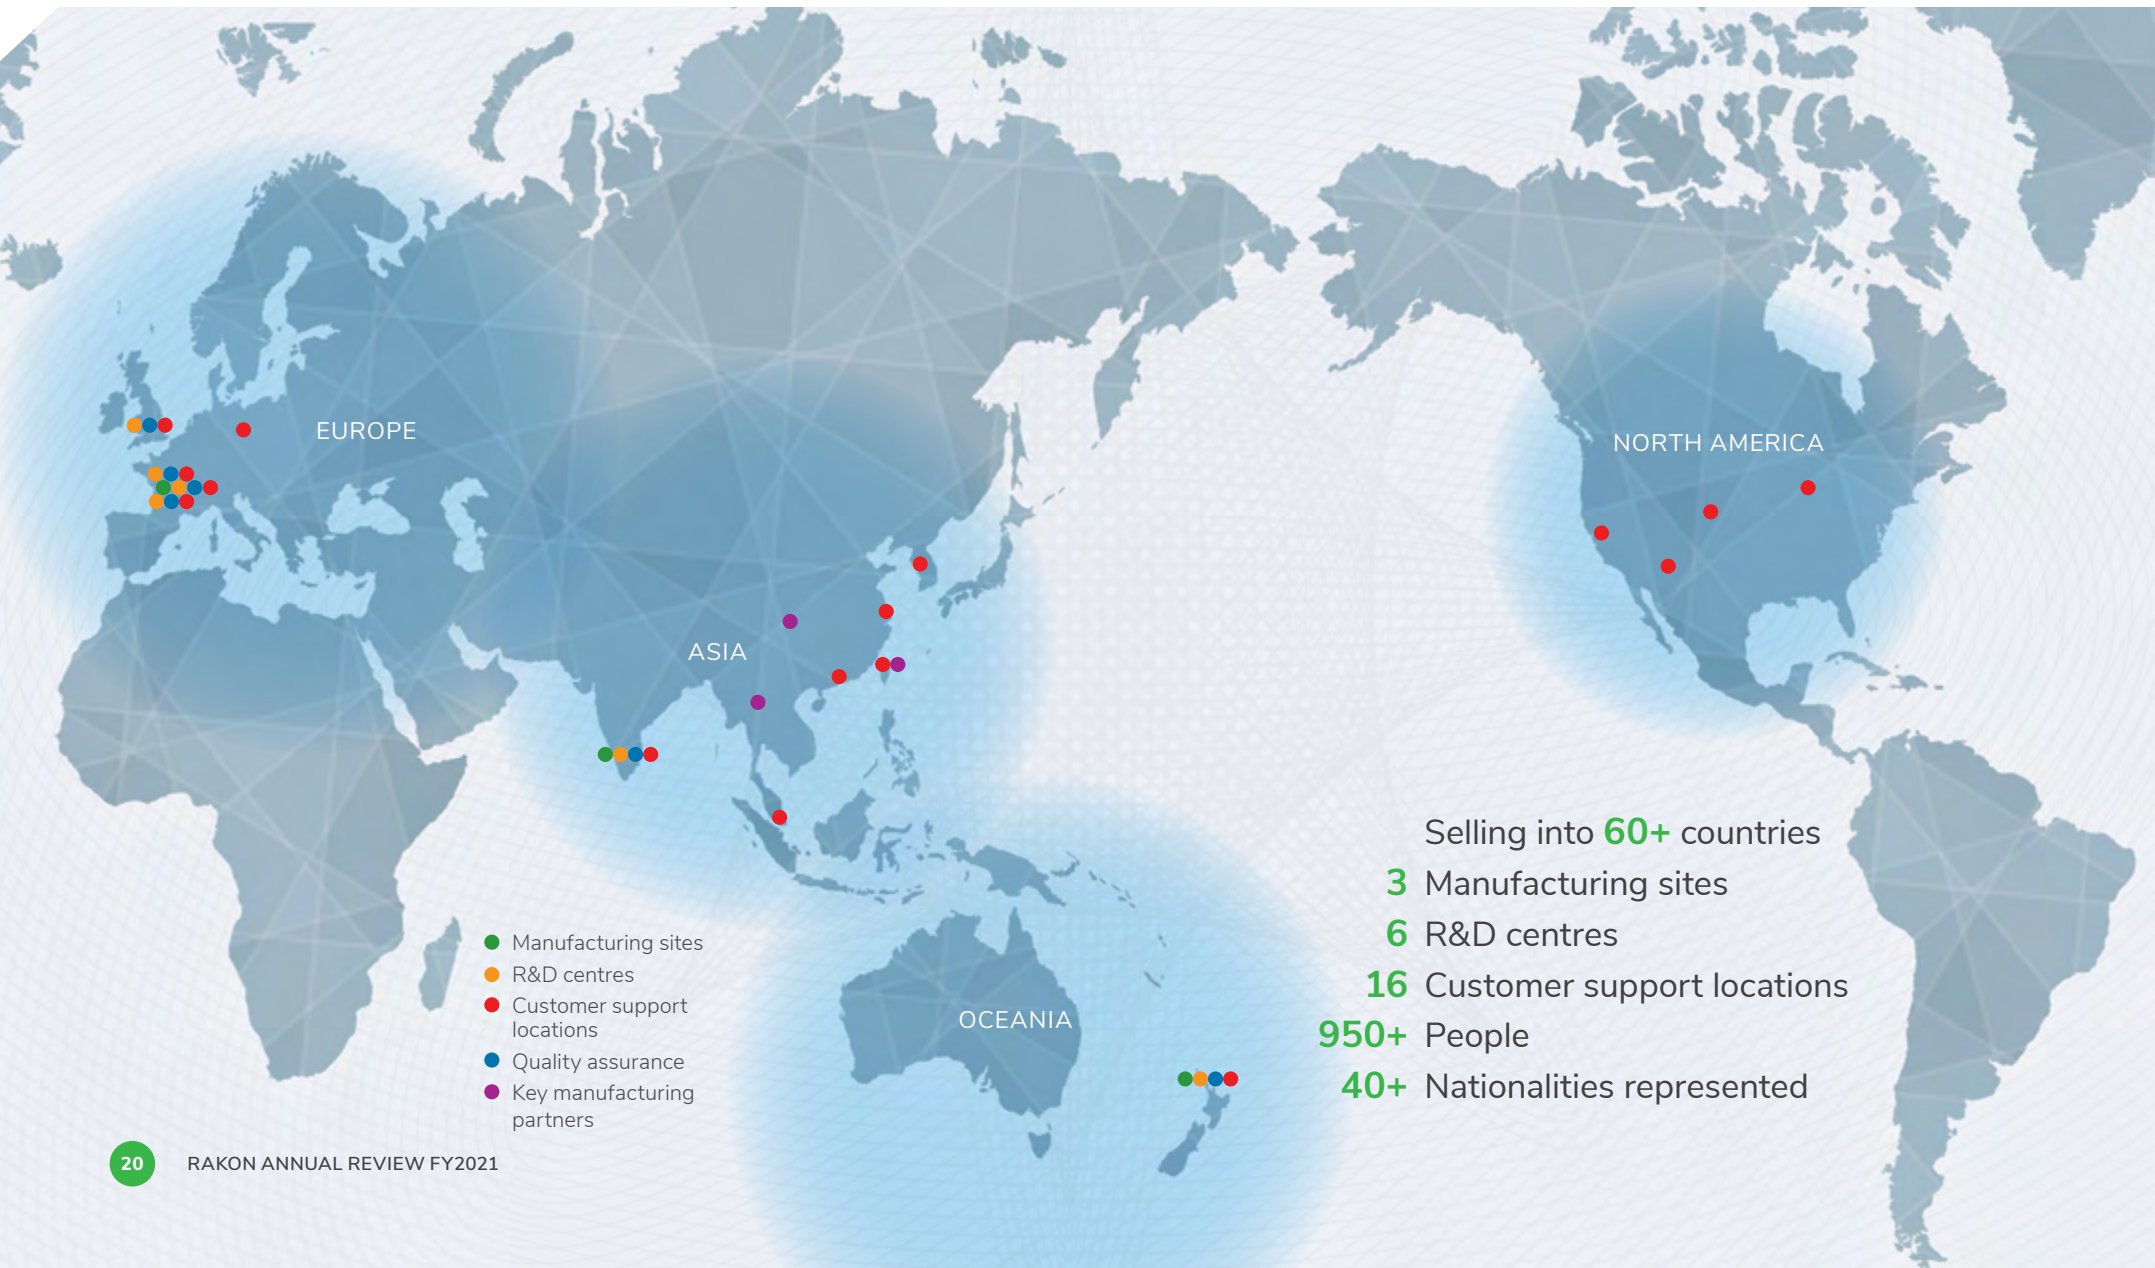 EUROPE
NORTH AMERICA
ASIA
OCEANIA
Selling into 60+ countries
3 Manufacturing sites
6 R&D centres
16 Customer support locations
950+ People
40+ Nationalities represented
Manufacturing sites
R&D centres
Customer support
locations
Quality assurance
Key manufacturing
partners
20 RAKON ANNUAL REVIEW FY2021